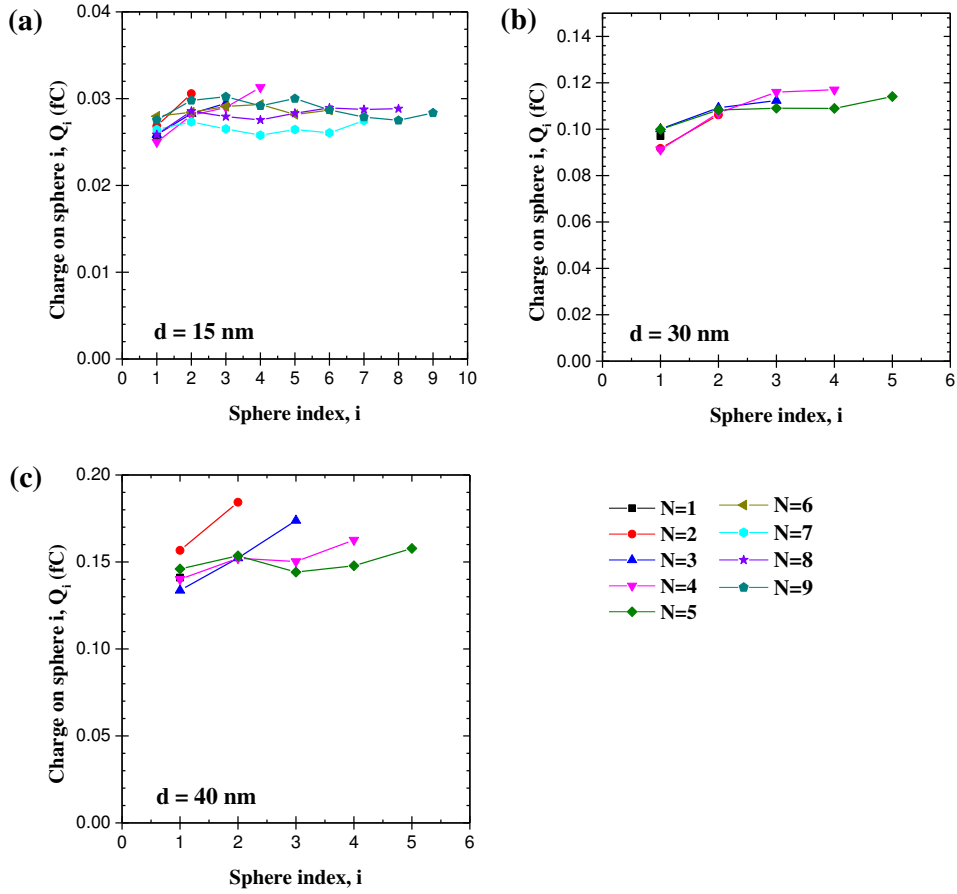 (a)
0.04
0.03
0.02
0.01
0.00
0 1 2 3 4 5 6 7 8 9 10
Charge on sphere i, Q_i (fC)
Sphere index, i
d = 15 nm
(b)
0.14
0.12
0.10
0.08
0.06
0.04
0.02
0.00
0 1 2 3 4 5 6
Charge on sphere i, Q_i (fC)
Sphere index, i
d = 30 nm
(c)
0.20
0.15
0.10
0.05
0.00
0 1 2 3 4 5 6
Charge on sphere i, Q_i (fC)
Sphere index, i
d = 40 nm
N=1
N=2
N=3
N=4
N=5
N=6
N=7
N=8
N=9